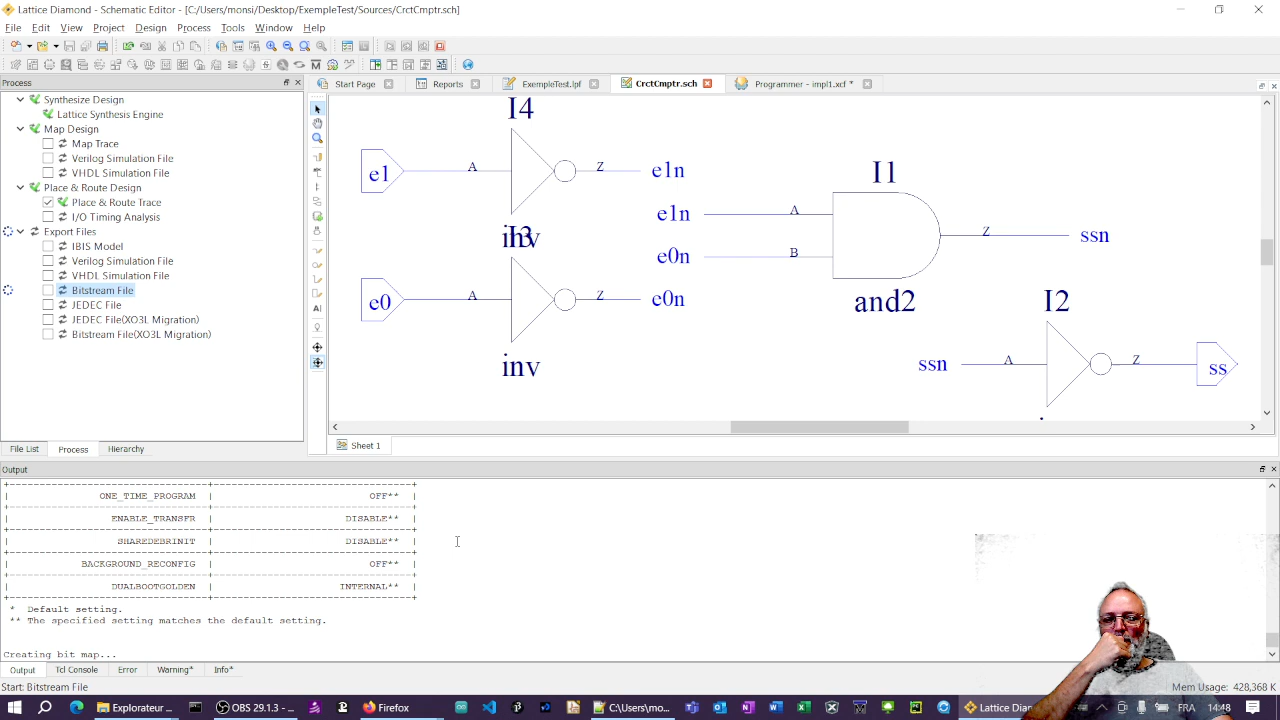 Lattice Diamond - Schematic Editor - [C:/Users/monsi/Desktop/ExempleTest/Sources/CrctCmptr.sch]
File Edit View Project Design Process Tools Window Help
Process
Start Page
Reports
ExempleTest.lpf
CrctCmptr.sch
Programmer - impl1.xcf *
Synthesize Design
Lattice Synthesis Engine
Map Design
Map Trace
Verilog Simulation File
VHDL Simulation File
Place & Route Design
Place & Route Trace
I/O Timing Analysis
Export Files
IBIS Model
Verilog Simulation File
VHDL Simulation File
Bitstream File
JEDEC File
JEDEC File(XO3L Migration)
Bitstream File(XO3L Migration)
File List Process Hierarchy
I4
e1 A Z e1n
inv
I3
e0 A Z e0n
inv
I1
e1n A
e0n B
Z ssn
and2
I2
ssn A Z ss
Sheet 1
Output
ONE_TIME_PROGRAM | OFF** |
ENABLE_TRANSFR | DISABLE** |
SHAREDEBRINIT | DISABLE** |
BACKGROUND_RECONFIG | OFF** |
DUALBOOTGOLDEN | INTERNAL** |
* Default setting.
** The specified setting matches the default setting.
Creating bit map...
Output Tcl Console Error Warning* Info*
Start: Bitstream File
Mem Usage: 428,368 K
Explorateur ...
OBS 29.1.3 - ...
Firefox
C:\Users\mo...
Lattice Dia
FRA
14:48